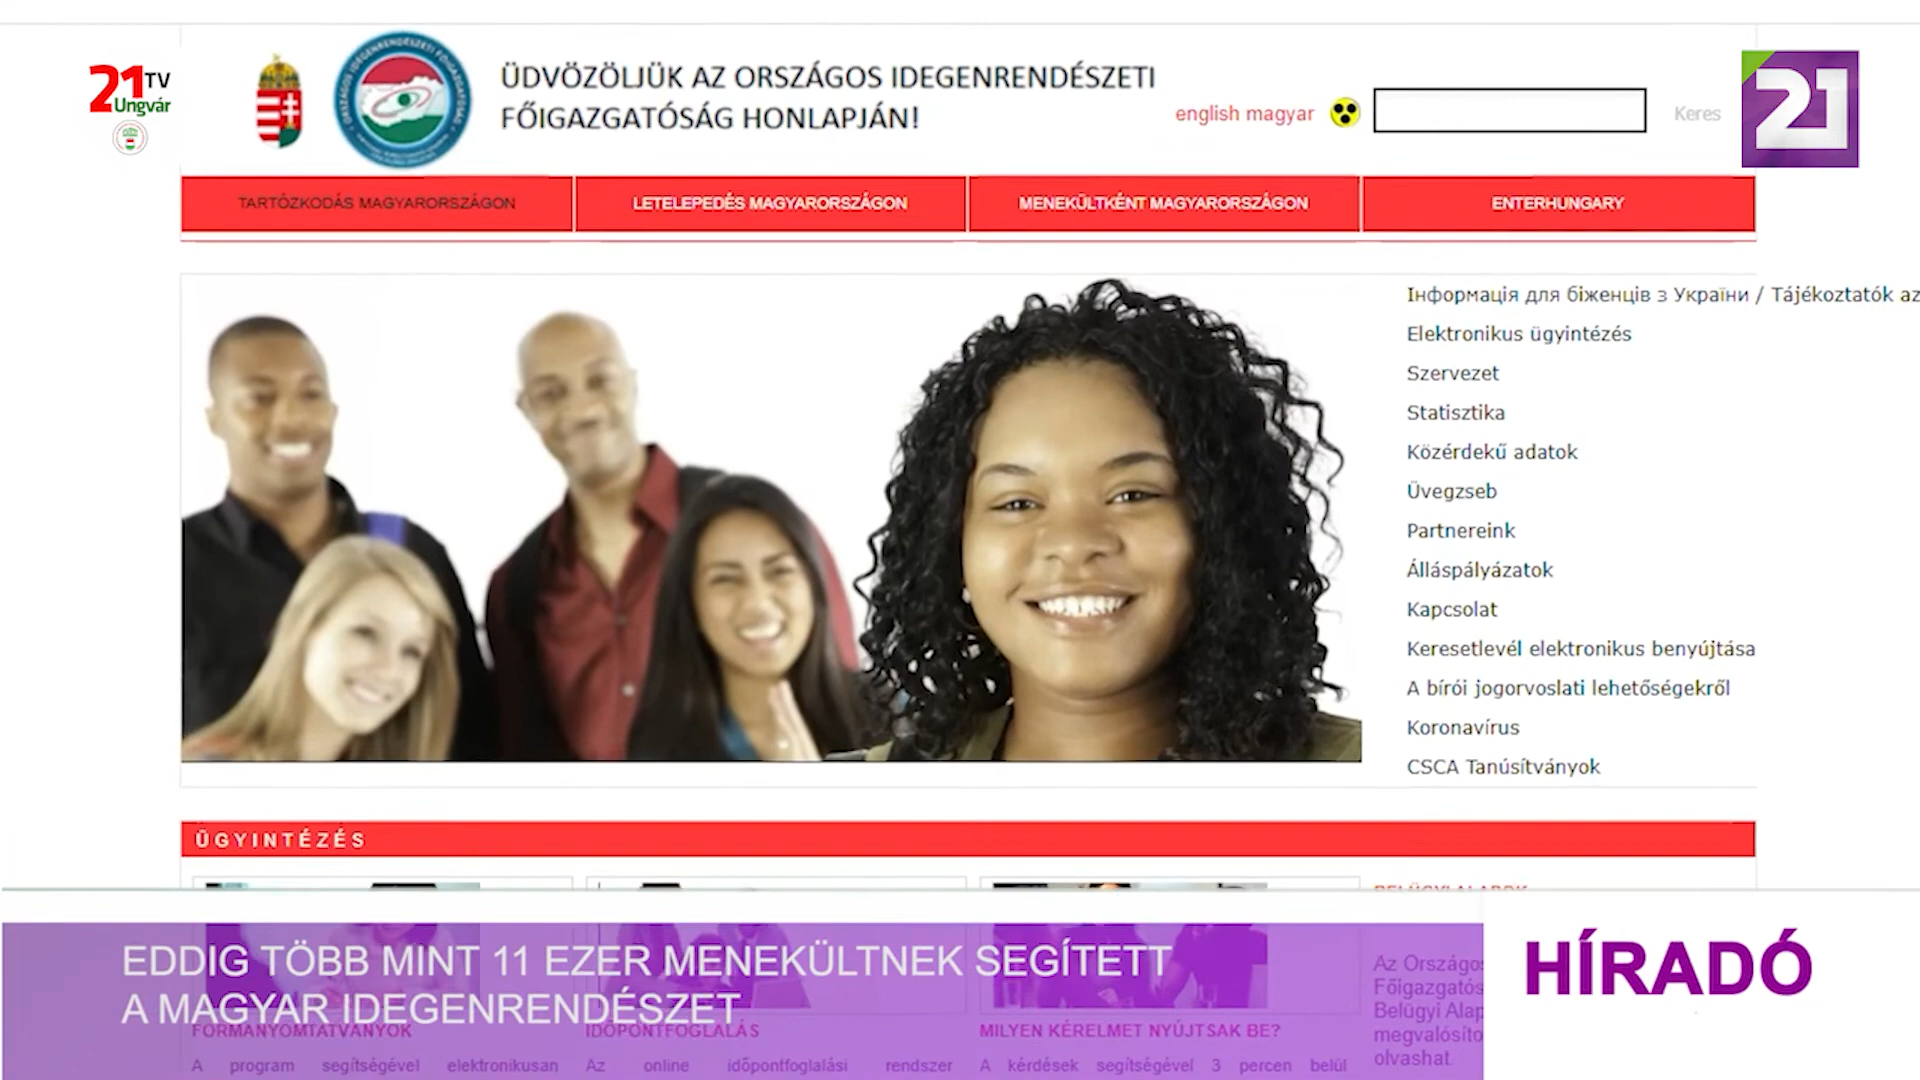 21 TV
Ungvár
ÜDVÖZÖLJÜK AZ ORSZÁGOS IDEGENRENDÉSZETI
FŐIGAZGATÓSÁG HONLAPJÁN!
english magyar
Keres
21
TARTÓZKODÁS MAGYARORSZÁGON
LETELEPEDÉS MAGYARORSZÁGON
MENEKÜLTKÉNT MAGYARORSZÁGON
ENTERHUNGARY
Інформація для біженців з України / Tájékoztatók az
Elektronikus ügyintézés
Szervezet
Statisztika
Közérdekű adatok
Üvegzseb
Partnereink
Álláspályázatok
Kapcsolat
Keresetlevél elektronikus benyújtása
A bírói jogorvoslati lehetőségekről
Koronavírus
CSCA Tanúsítványok
ÜGYINTÉZÉS
EDDIG TÖBB MINT 11 EZER MENEKÜLTNEK SEGÍTETT
A MAGYAR IDEGENRENDÉSZET
HÍRADÓ
FORMANYOMTATVÁNYOK
A program segítségével elektronikusan
IDŐPONTFOGLALÁS
Az online időpontfoglalási rendszer
MILYEN KÉRELMET NYÚJTSAK BE?
A kérdések segítségével 3 percen belül
Az Országos
Főigazgatós
Belügyi Alap
megvalósíto
olvashat.